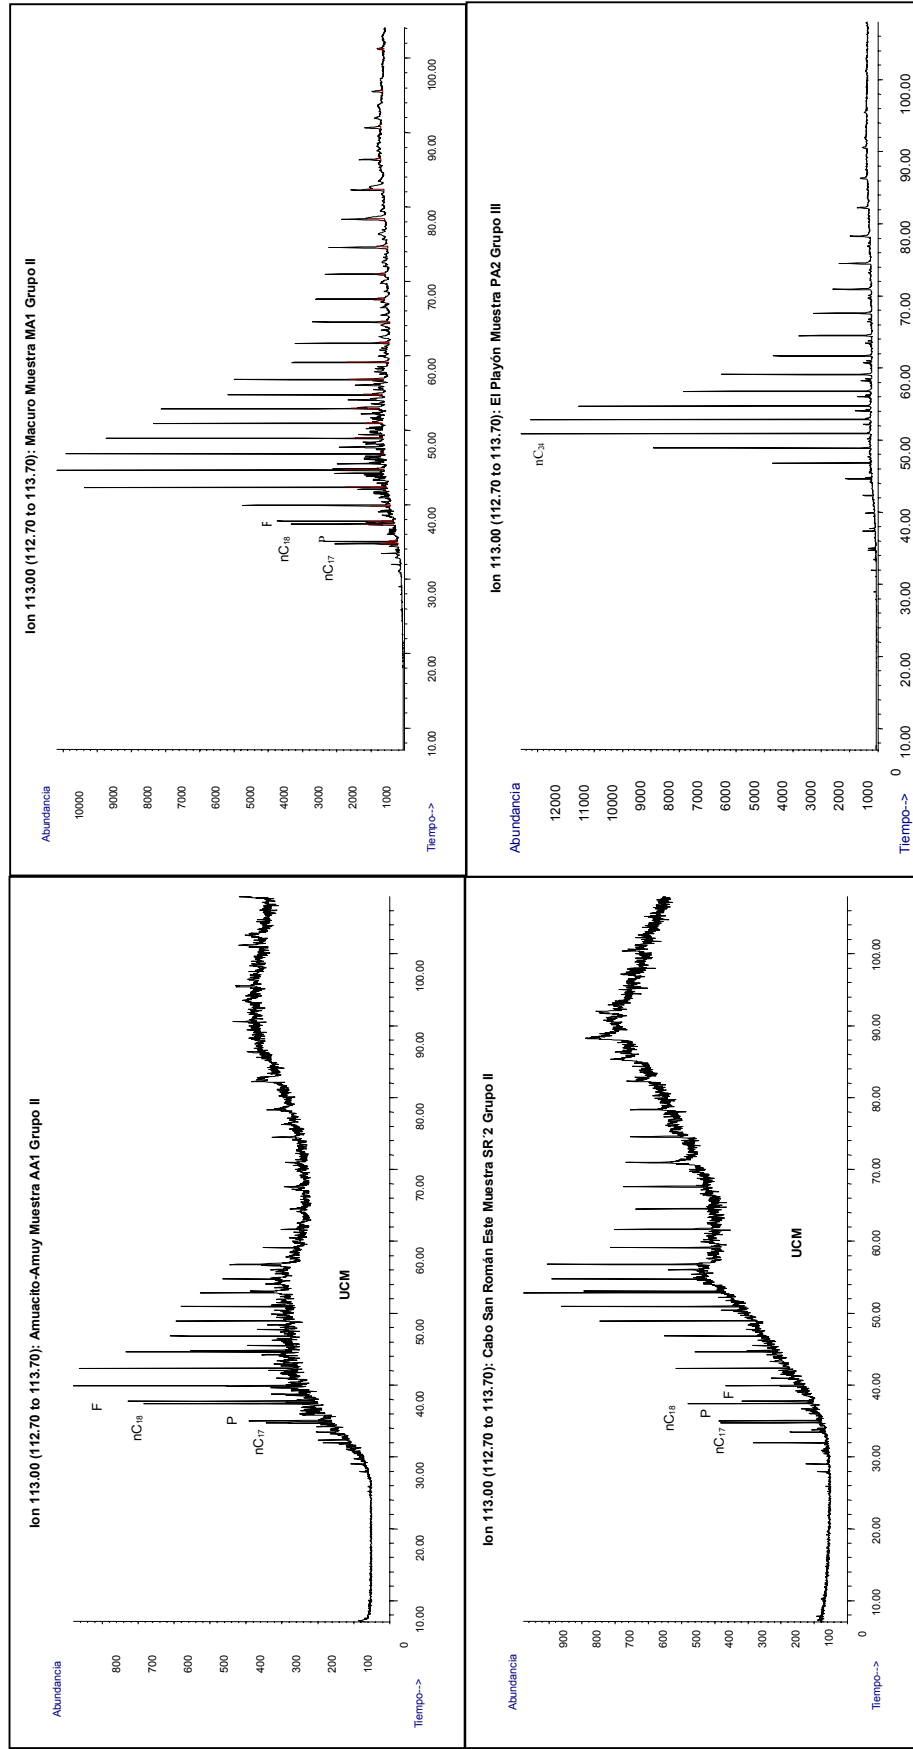 Ion 113.00 (112.70 to 113.70): Amuacito-Amuy Muestra AA1 Grupo II
Abundancia
800
700
600
500
400
300
200
100
0
F
nC18
P
nC17
UCM
10.00 20.00 30.00 40.00 50.00 60.00 70.00 80.00 90.00 100.00
Tiempo-->
Ion 113.00 (112.70 to 113.70): Macuro Muestra MA1 Grupo II
Abundancia
10000
9000
8000
7000
6000
5000
4000
3000
2000
1000
F
nC18
P
nC17
10.00 20.00 30.00 40.00 50.00 60.00 70.00 80.00 90.00 100.00
Tiempo-->
Ion 113.00 (112.70 to 113.70): Cabo San Román Este Muestra SR´2 Grupo II
Abundancia
900
800
700
600
500
400
300
200
100
0
nC18
F
P
nC17
UCM
10.00 20.00 30.00 40.00 50.00 60.00 70.00 80.00 90.00 100.00
Tiempo-->
Ion 113.00 (112.70 to 113.70): El Playón Muestra PA2 Grupo III
Abundancia
12000
11000
10000
9000
8000
7000
6000
5000
4000
3000
2000
1000
0
nC24
10.00 20.00 30.00 40.00 50.00 60.00 70.00 80.00 90.00 100.00
Tiempo-->